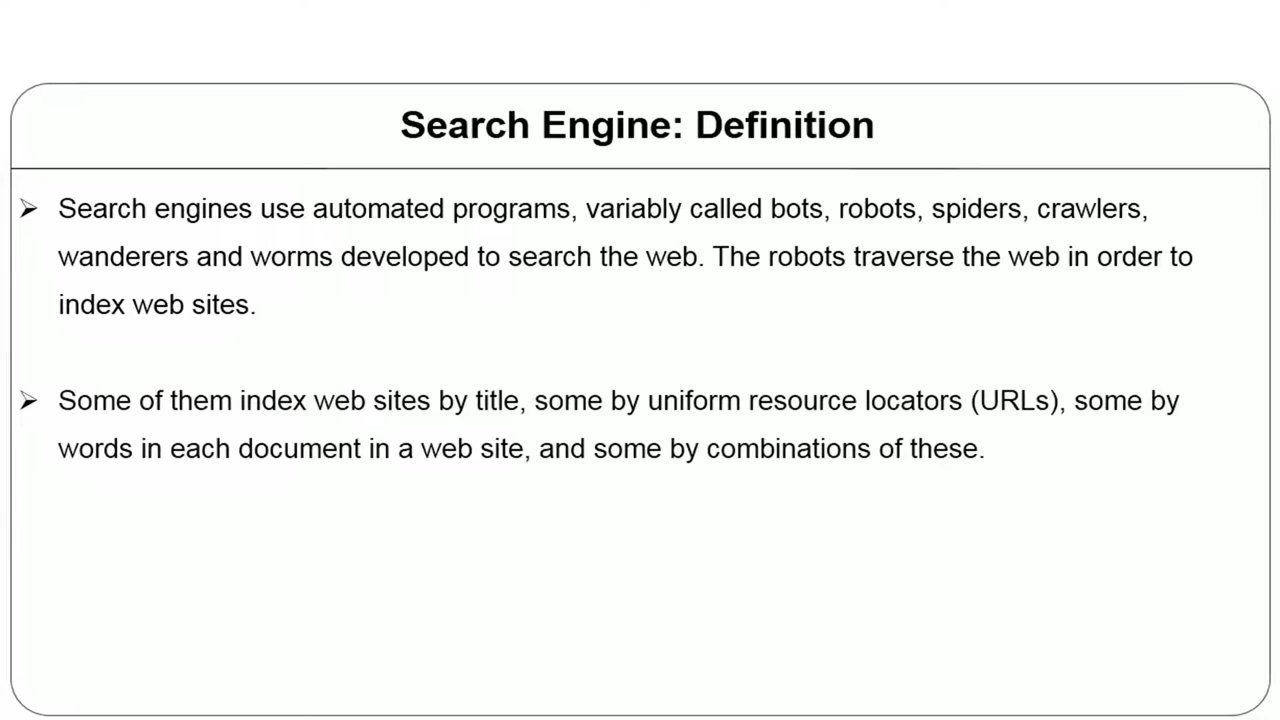 Search Engine: Definition
Search engines use automated programs, variably called bots, robots, spiders, crawlers,
wanderers and worms developed to search the web. The robots traverse the web in order to
index web sites.
Some of them index web sites by title, some by uniform resource locators (URLs), some by
words in each document in a web site, and some by combinations of these.